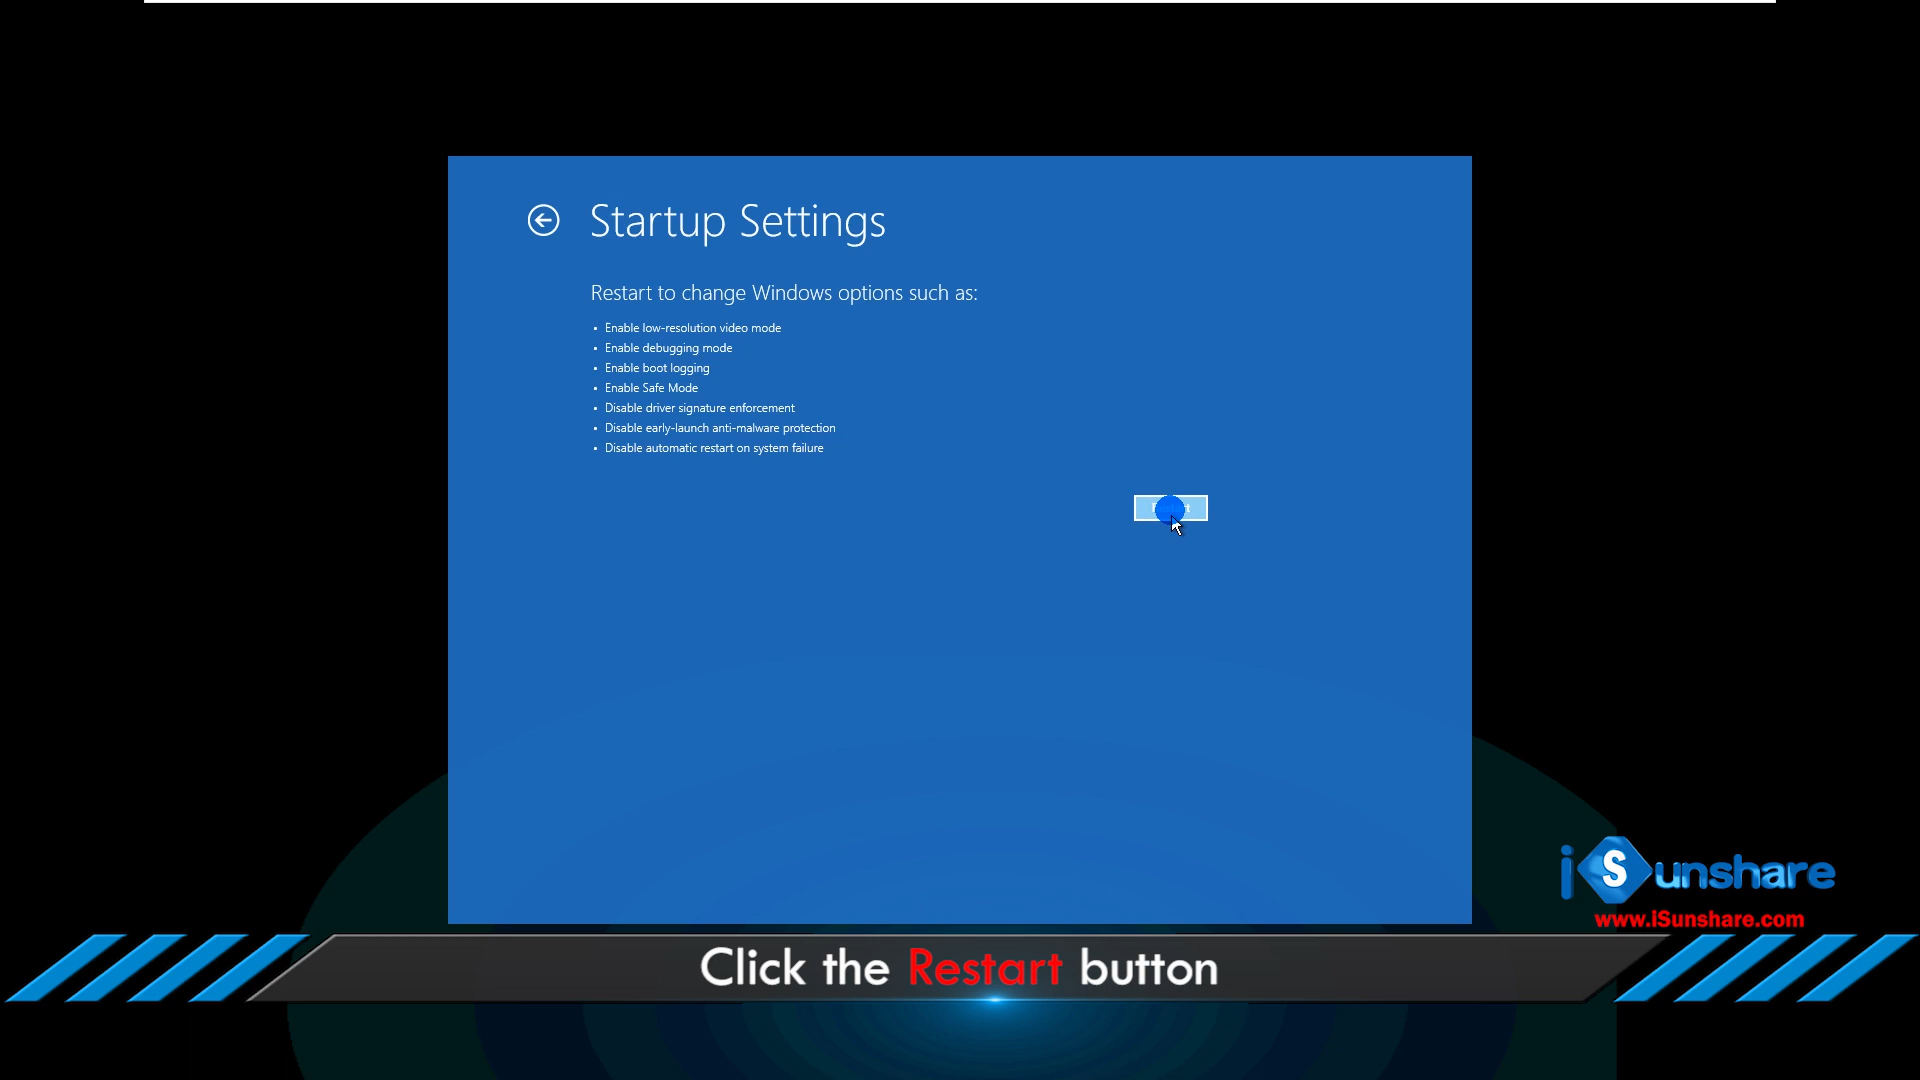 Startup Settings
Restart to change Windows options such as:
• Enable low-resolution video mode
• Enable debugging mode
• Enable boot logging
• Enable Safe Mode
• Disable driver signature enforcement
• Disable early-launch anti-malware protection
• Disable automatic restart on system failure
iSunshare
www.iSunshare.com
Click the Restart button